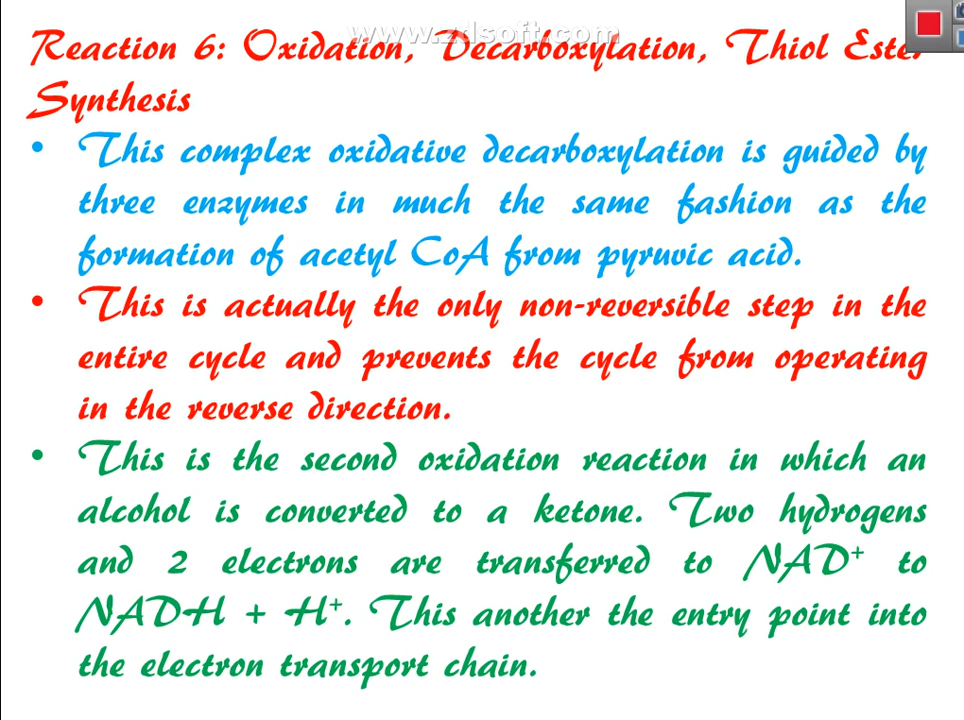 www.zdsoft.com
Reaction 6: Oxidation, Decarboxylation, Thiol Ester
Synthesis
• This complex oxidative decarboxylation is guided by
three enzymes in much the same fashion as the
formation of acetyl CoA from pyruvic acid.
• This is actually the only non-reversible step in the
entire cycle and prevents the cycle from operating
in the reverse direction.
• This is the second oxidation reaction in which an
alcohol is converted to a ketone. Two hydrogens
and 2 electrons are transferred to NAD⁺ to
NADH + H⁺. This another the entry point into
the electron transport chain.